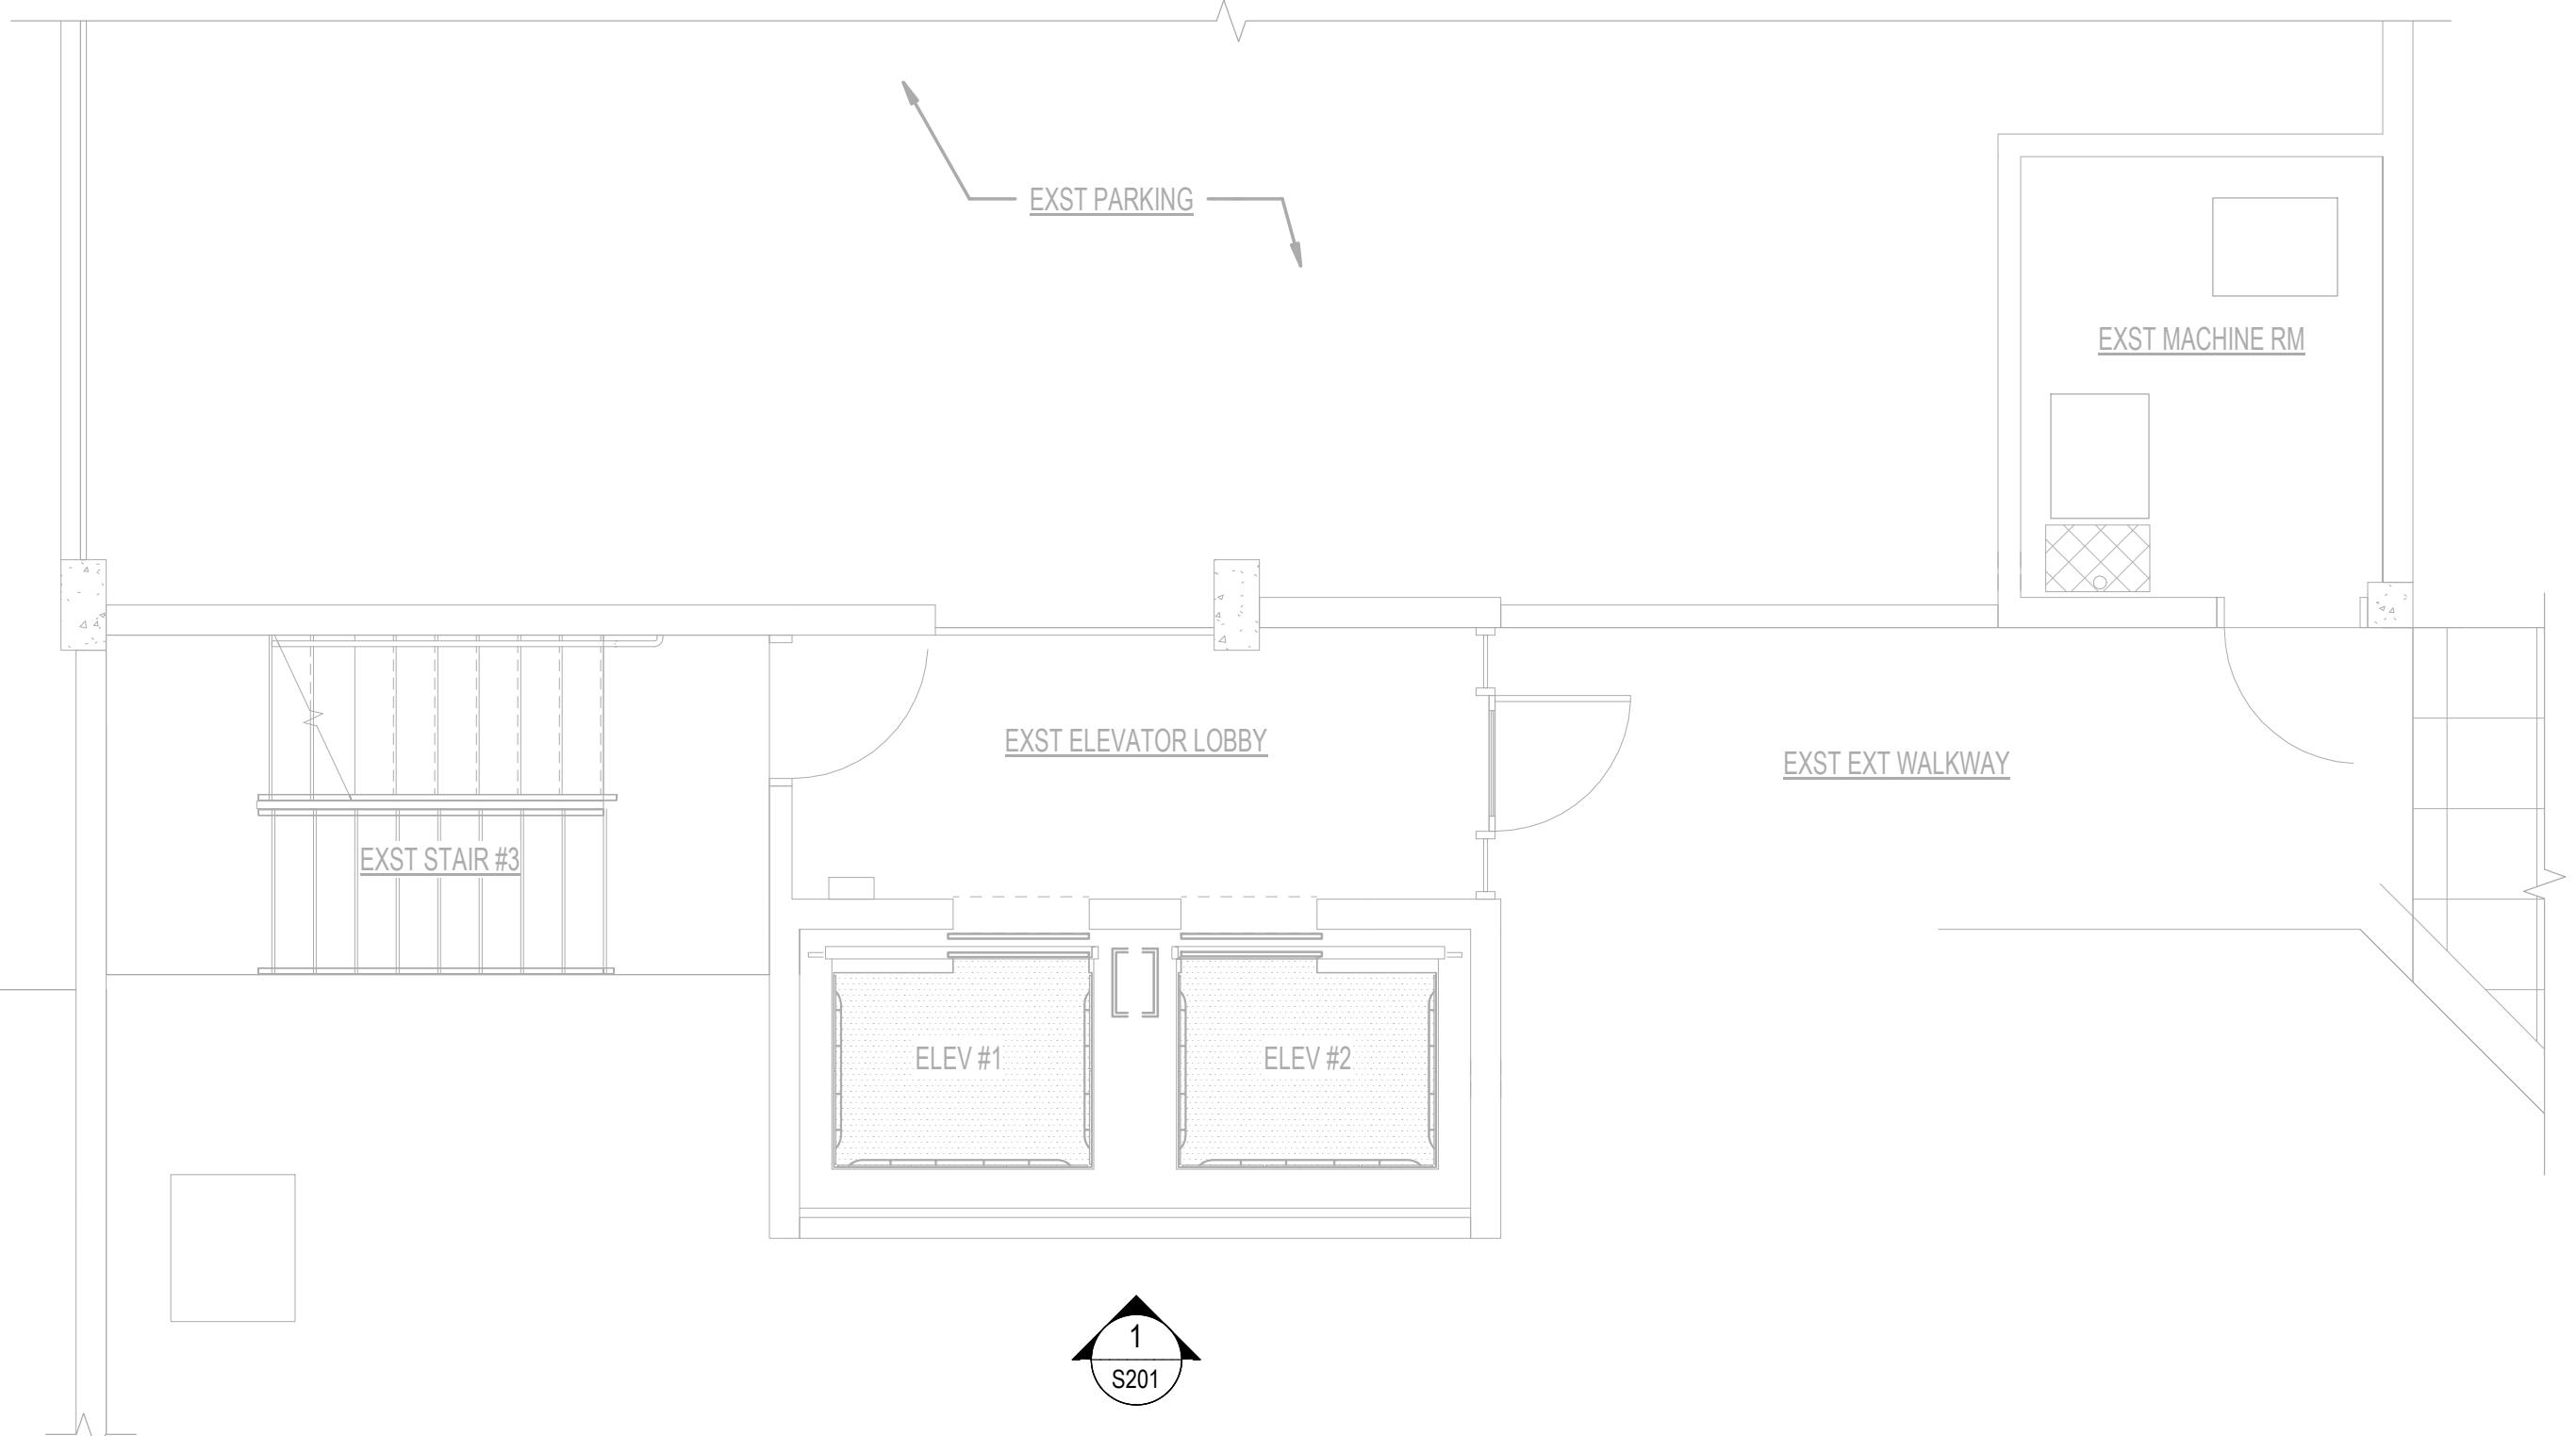 EXST PARKING
EXST MACHINE RM
EXST ELEVATOR LOBBY
EXST EXT WALKWAY
EXST STAIR #3
ELEV #1
ELEV #2
1
S201